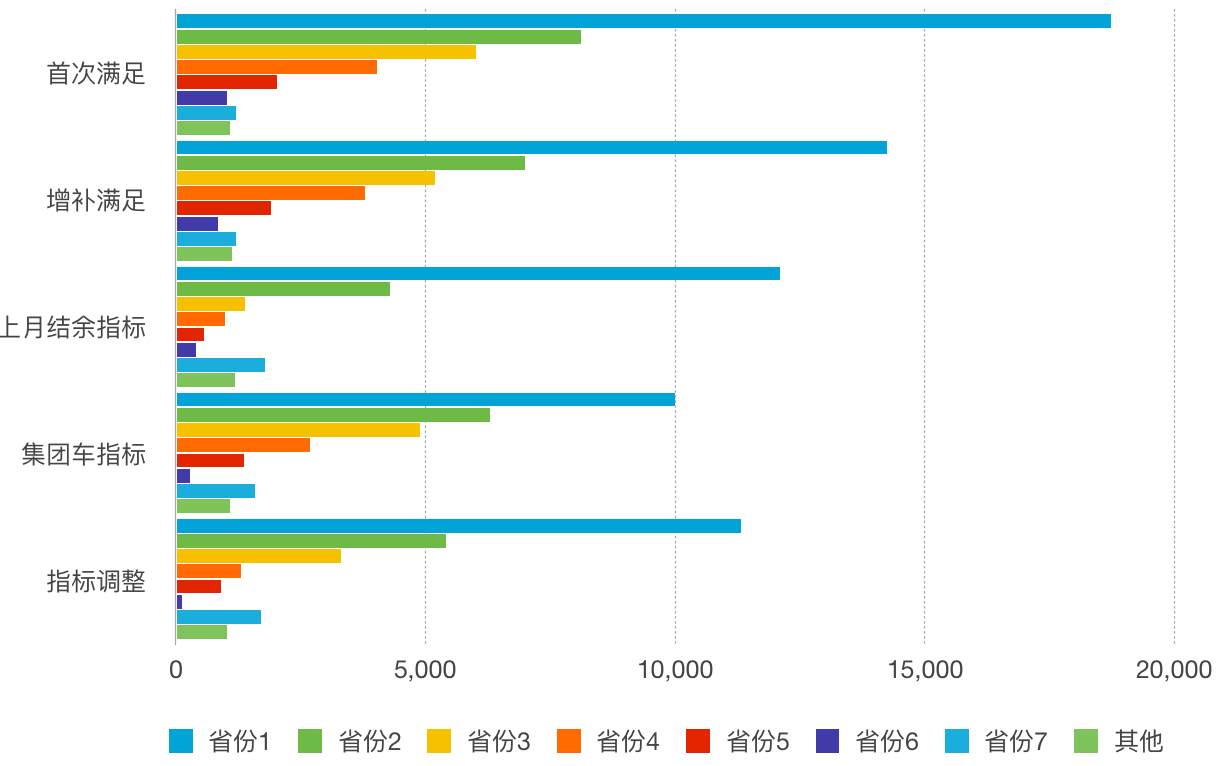 首次满足
增补满足
上月结余指标
集团车指标
指标调整
0 5,000 10,000 15,000 20,000
省份1 省份2 省份3 省份4 省份5 省份6 省份7 其他